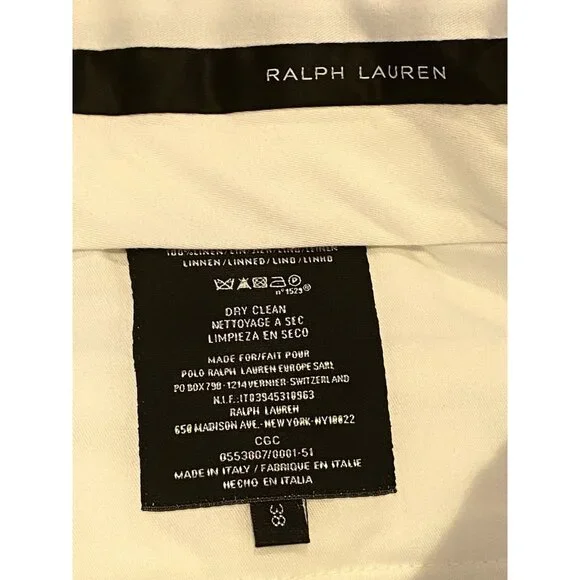 RALPH LAUREN
LINNEN/LINNED/LINO/LINHO
n°1529
DRY CLEAN
NETTOYAGE A SEC
LIMPIEZA EN SECO
MADE FOR/FAIT POUR
POLO RALPH LAUREN EUROPE SARL
PO BOX 790-1214 VERNIER-SWITZERLAND
N.I.F.:IT03945310963
RALPH LAUREN
650 MADISON AVE.-NEW YORK-NY10022
CGC
0553807/0001-51
MADE IN ITALY / FABRIQUE EN ITALIE
HECHO EN ITALIA
38